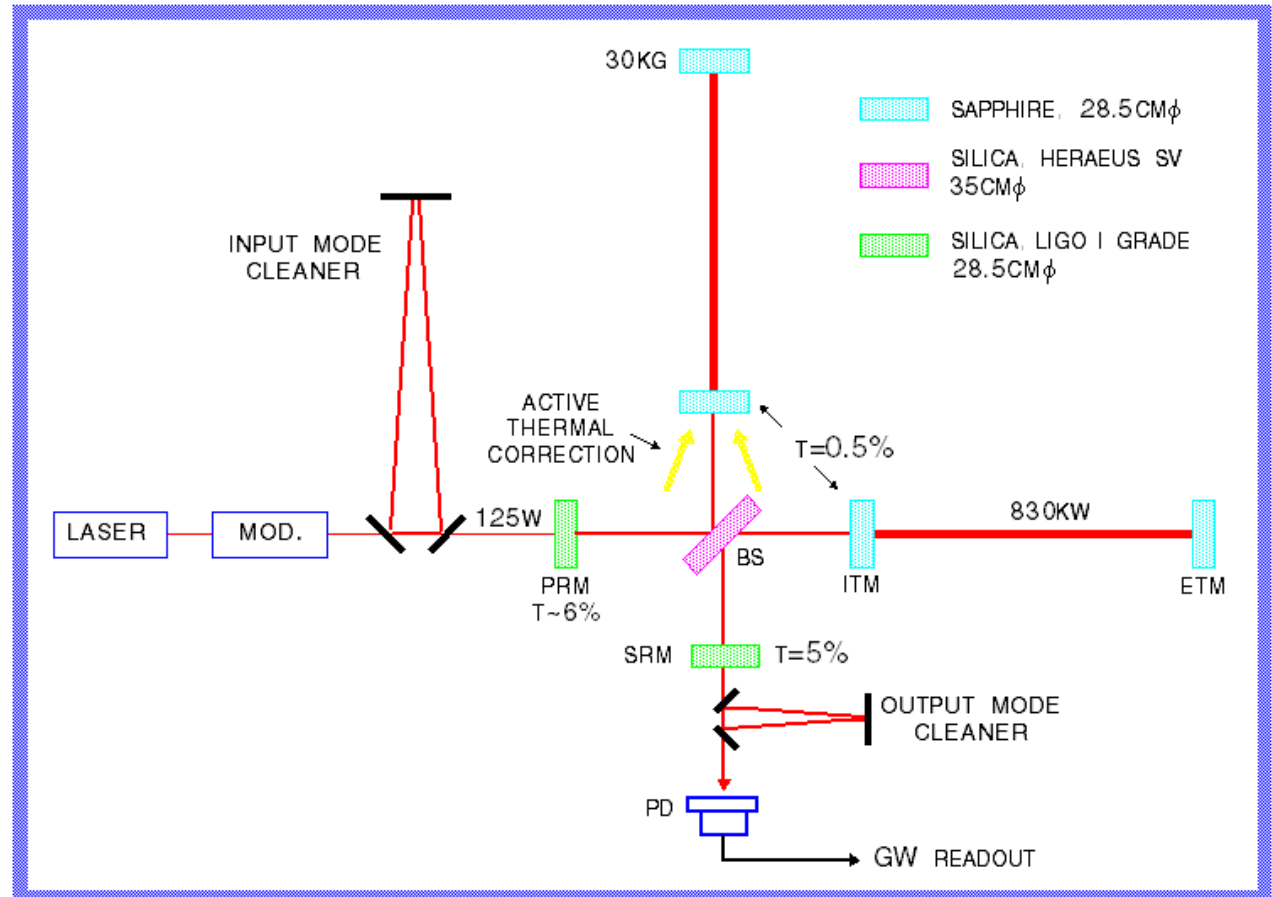 30KG
SAPPHIRE, 28.5CMϕ
SILICA, HERAEUS SV
35CMϕ
SILICA, LIGO I GRADE
28.5CMϕ
INPUT MODE
CLEANER
ACTIVE
THERMAL
CORRECTION
T=0.5%
LASER
MOD.
125W
830KW
BS
PRM
T~6%
ITM
ETM
SRM
T=5%
OUTPUT MODE
CLEANER
PD
GW READOUT